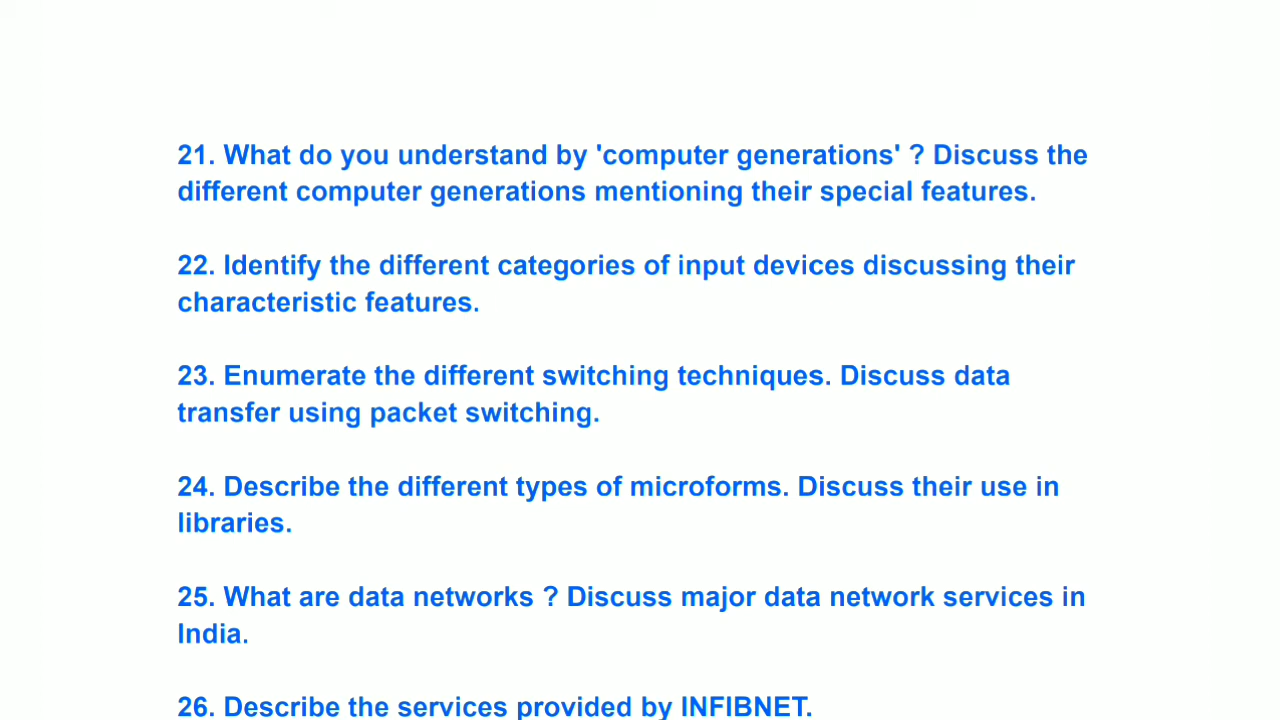 21. What do you understand by 'computer generations' ? Discuss the
different computer generations mentioning their special features.
22. Identify the different categories of input devices discussing their
characteristic features.
23. Enumerate the different switching techniques. Discuss data
transfer using packet switching.
24. Describe the different types of microforms. Discuss their use in
libraries.
25. What are data networks ? Discuss major data network services in
India.
26. Describe the services provided by INFIBNET.